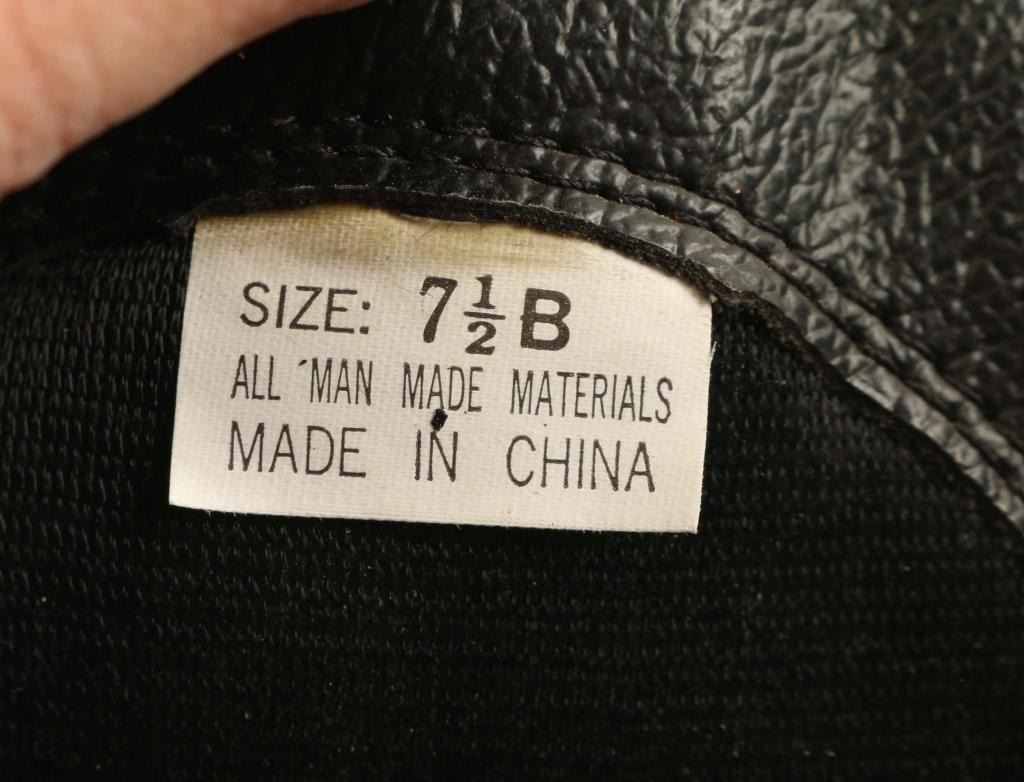 SIZE: 7½ B
ALL MAN MADE MATERIALS
MADE IN CHINA